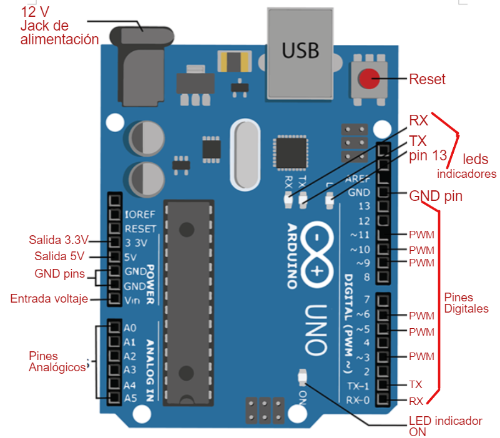 12 V
Jack de
alimentación
USB
Reset
RX
TX
pin 13
leds
indicadores
RX
TX
L
AREF
GND
GND pin
13
12
~11
PWM
~10
PWM
~9
PWM
8
IOREF
RESET
Salida 3.3V
3 3V
Salida 5V
5V
GND pins
GND
GND
Entrada voltaje
Vin
POWER
ARDUINO
UNO
DIGITAL (PWM ~)
Pines
Digitales
7
~6
PWM
~5
PWM
4
~3
PWM
2
TX-1
TX
RX-0
RX
Pines
Analógicos
A0
A1
A2
A3
A4
A5
ANALOG IN
ON
LED indicador
ON